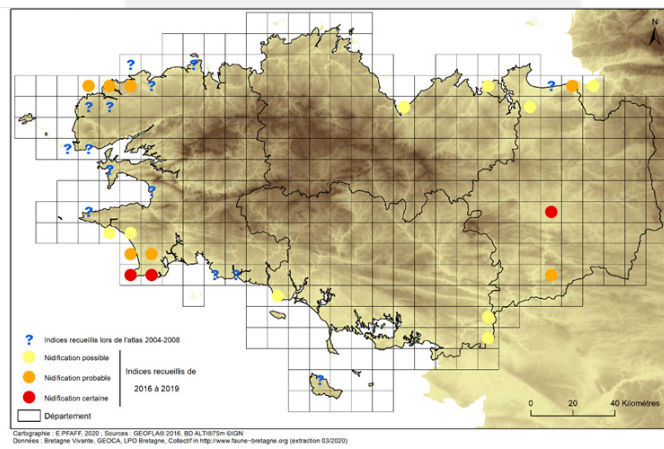 N
? Indices recueillis lors de l'atlas 2004-2008
Nidification possible
Nidification probable
Nidification certaine
Indices recueillis de
2016 à 2019
Département
0 20 40 Kilomètres
Cartographie : E.PFAFF, 2020 ; Sources : GEOFLA® 2016, BD ALTI®75m ©IGN
Données : Bretagne Vivante, GEOCA, LPO Bretagne, Collectif in http://www.faune-bretagne.org (extraction 03/2020)